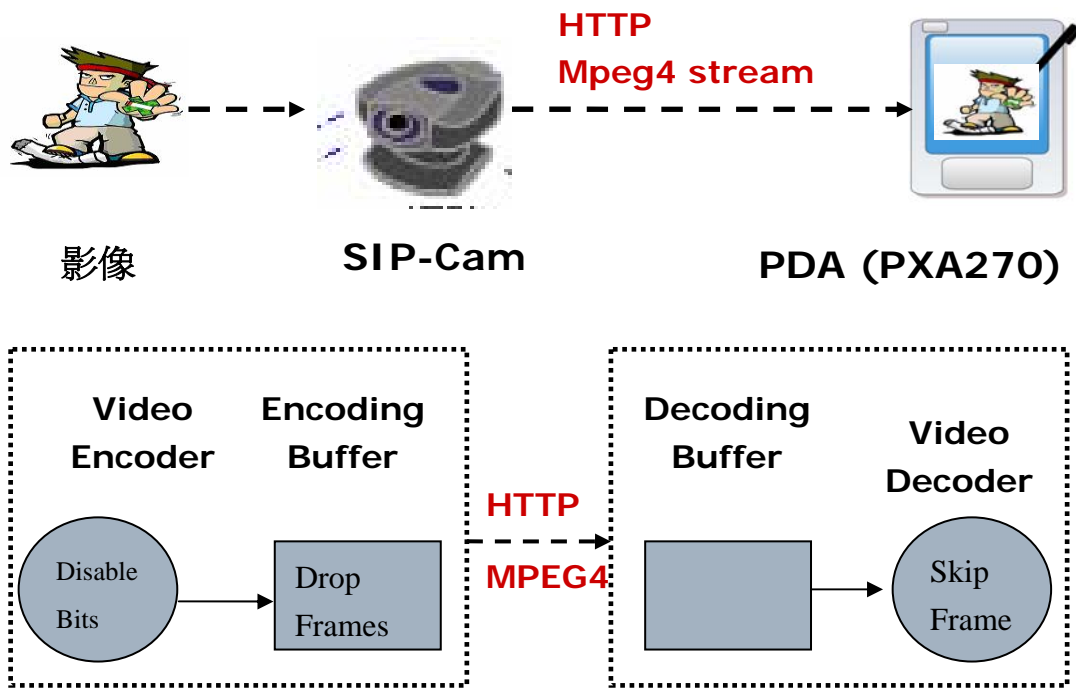 HTTP
Mpeg4 stream
影像
SIP-Cam
PDA (PXA270)
Video
Encoder
Encoding
Buffer
Decoding
Buffer
Video
Decoder
HTTP
MPEG4
Disable
Bits
Drop
Frames
Skip
Frame